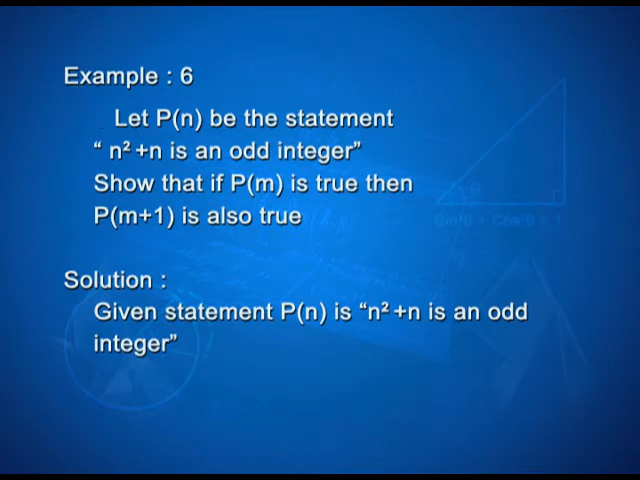 Example : 6
Let P(n) be the statement
“ n² +n is an odd integer”
Show that if P(m) is true then
P(m+1) is also true
Solution :
Given statement P(n) is “n² +n is an odd
integer”